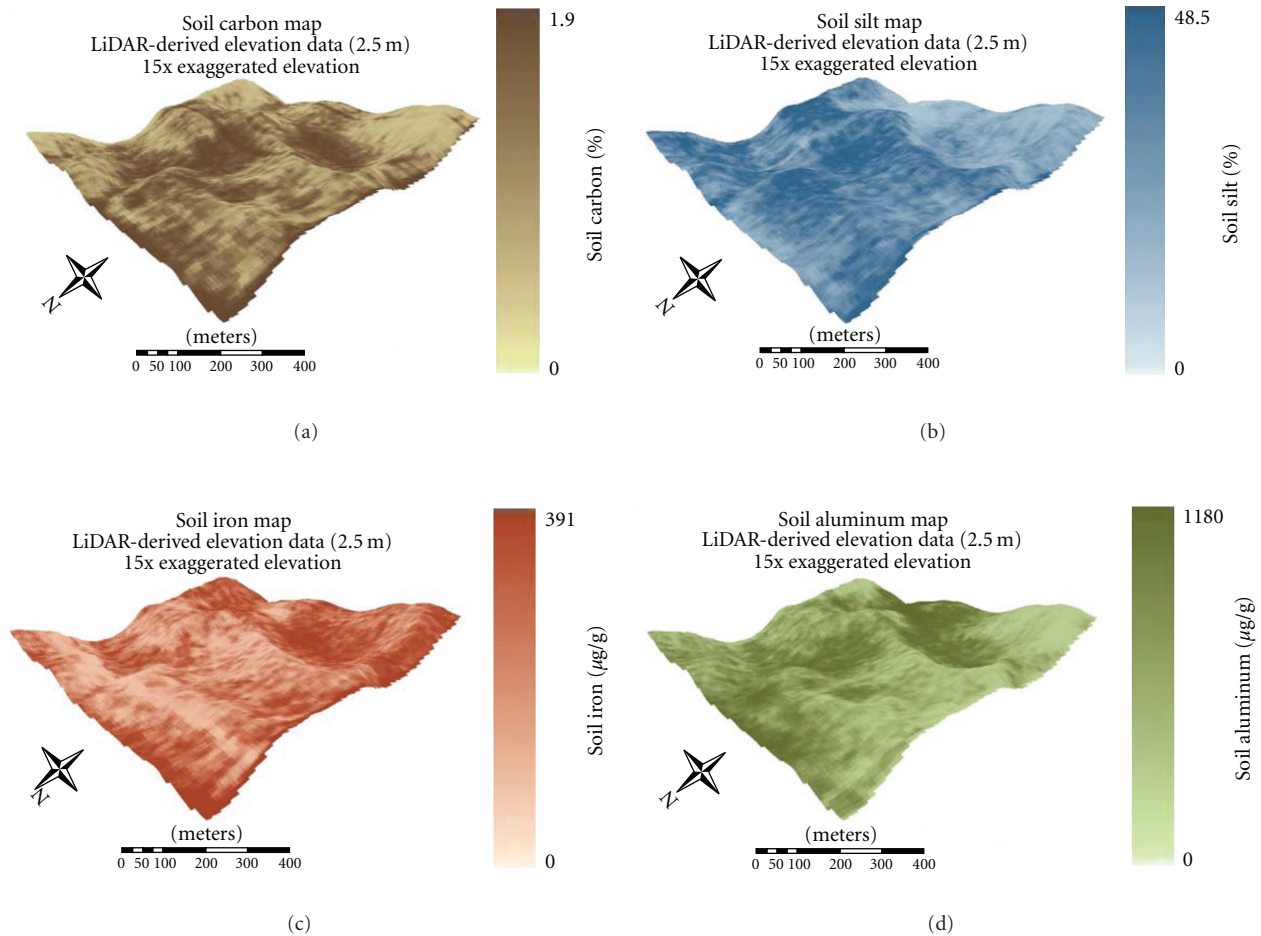 Soil carbon map
LiDAR-derived elevation data (2.5 m)
15x exaggerated elevation
1.9
Soil carbon (%)
0
N
(meters)
0 50 100 200 300 400
(a)
Soil silt map
LiDAR-derived elevation data (2.5 m)
15x exaggerated elevation
48.5
Soil silt (%)
0
N
(meters)
0 50 100 200 300 400
(b)
Soil iron map
LiDAR-derived elevation data (2.5 m)
15x exaggerated elevation
391
Soil iron (μg/g)
0
N
(meters)
0 50 100 200 300 400
(c)
Soil aluminum map
LiDAR-derived elevation data (2.5 m)
15x exaggerated elevation
1180
Soil aluminum (μg/g)
0
N
(meters)
0 50 100 200 300 400
(d)